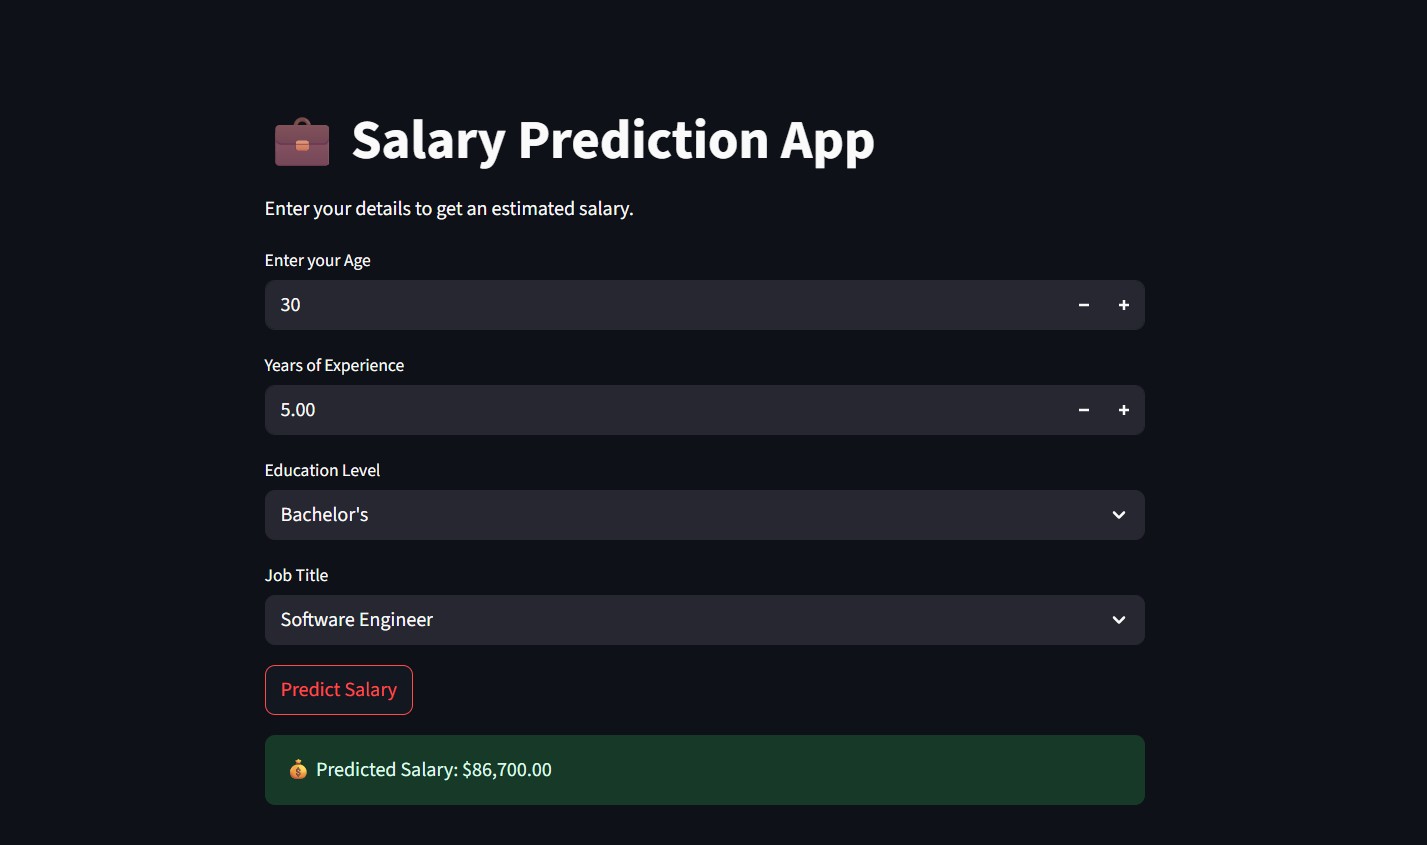 Salary Prediction App
Enter your details to get an estimated salary.
Enter your Age
30
Years of Experience
5.00
Education Level
Bachelor's
Job Title
Software Engineer
Predict Salary
Predicted Salary: $86,700.00